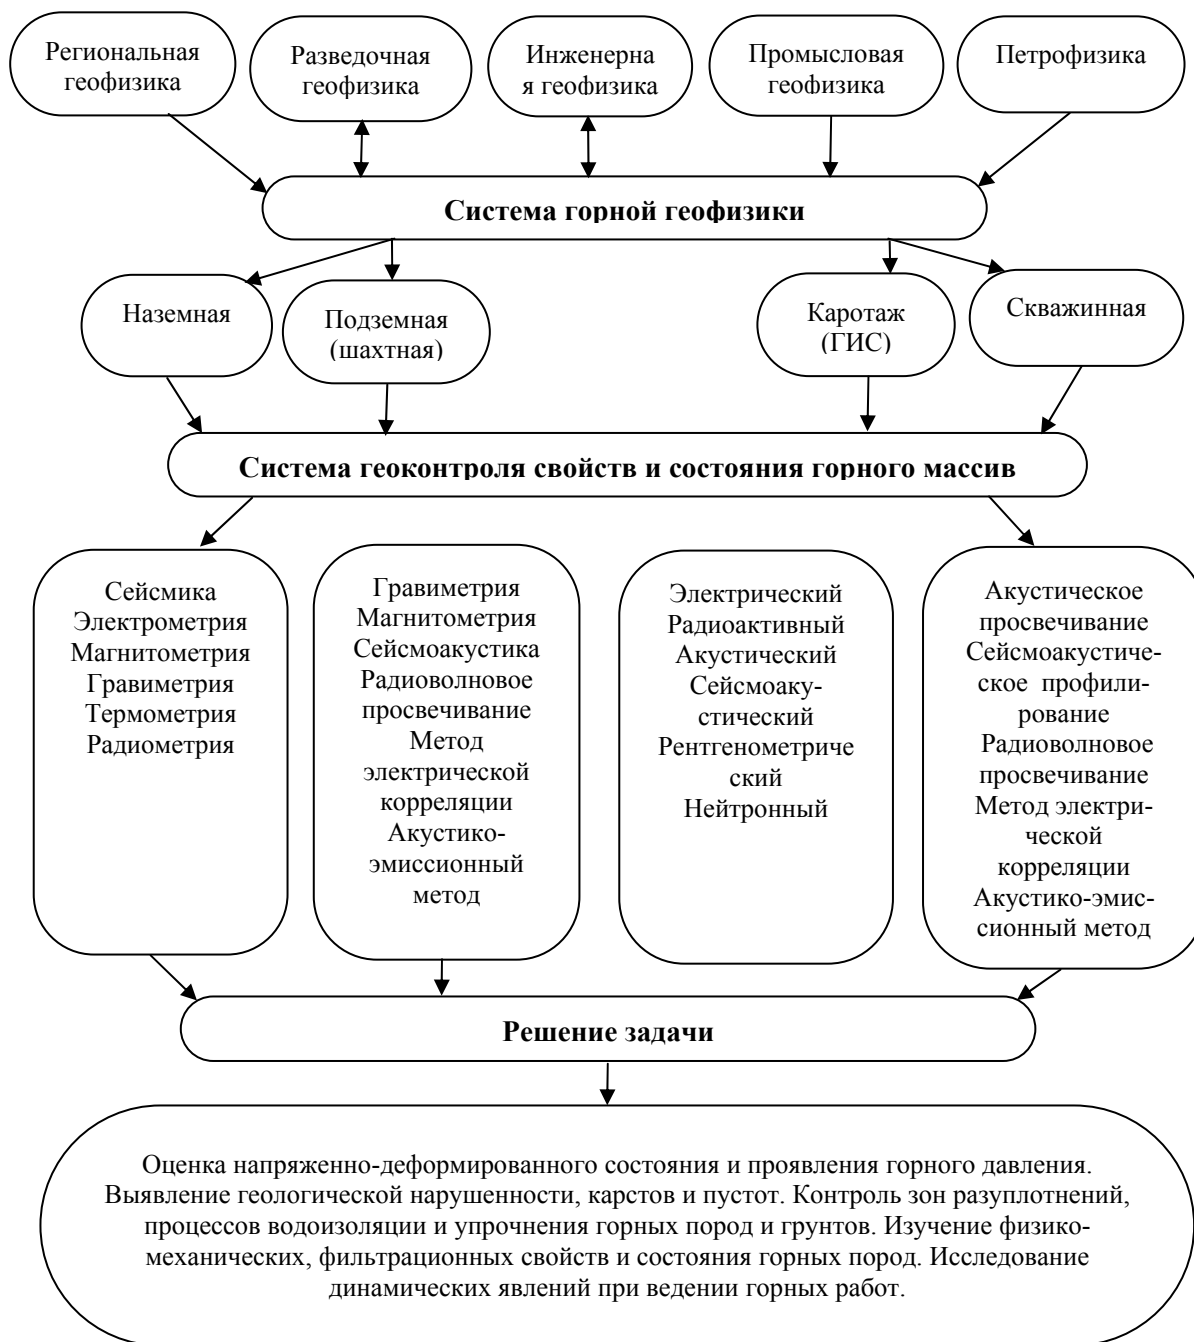 Региональная
геофизика
Разведочная
геофизика
Инженерна
я геофизика
Промысловая
геофизика
Петрофизика
Система горной геофизики
Наземная
Подземная
(шахтная)
Каротаж
(ГИС)
Скважинная
Система геоконтроля свойств и состояния горного массив
Сейсмика
Электрометрия
Магнитометрия
Гравиметрия
Термометрия
Радиометрия
Гравиметрия
Магнитометрия
Сейсмоакустика
Радиоволновое
просвечивание
Метод
электрической
корреляции
Акустико-
эмиссионный
метод
Электрический
Радиоактивный
Акустический
Сейсмоаку-
стический
Рентгенометриче
ский
Нейтронный
Акустическое
просвечивание
Сейсмоакустиче-
ское профили-
рование
Радиоволновое
просвечивание
Метод электри-
ческой
корреляции
Акустико-эмис-
сионный метод
Решение задачи
Оценка напряженно-деформированного состояния и проявления горного давления.
Выявление геологической нарушенности, карстов и пустот. Контроль зон разуплотнений,
процессов водоизоляции и упрочнения горных пород и грунтов. Изучение физико-
механических, фильтрационных свойств и состояния горных пород. Исследование
динамических явлений при ведении горных работ.